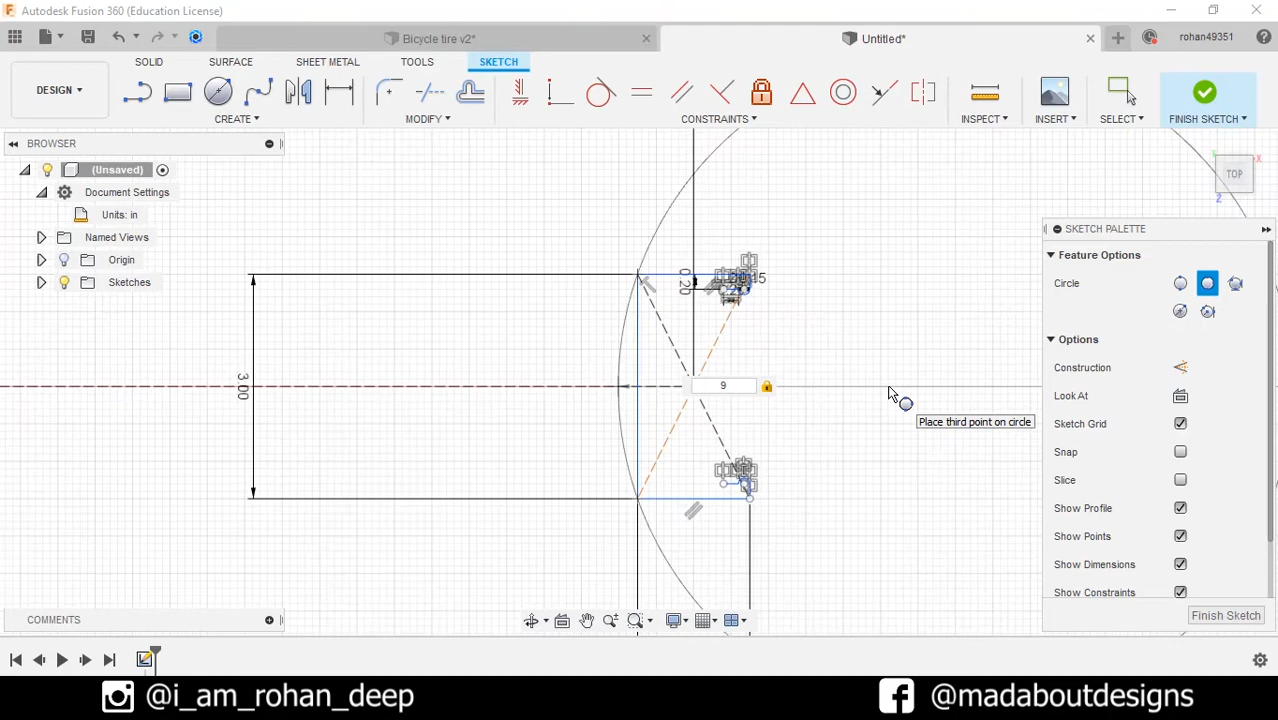 Autodesk Fusion 360 (Education License)
Bicycle tire v2*
Untitled*
rohan49351
SOLID SURFACE SHEET METAL TOOLS SKETCH
DESIGN
CREATE
MODIFY
CONSTRAINTS
INSPECT
INSERT
SELECT
FINISH SKETCH
BROWSER
(Unsaved)
Document Settings
Units: in
Named Views
Origin
Sketches
TOP
X
Z
3.00
0.20
9
Place third point on circle
SKETCH PALETTE
Feature Options
Circle
Options
Construction
Look At
Sketch Grid
Snap
Slice
Show Profile
Show Points
Show Dimensions
Show Constraints
Finish Sketch
COMMENTS
@i_am_rohan_deep
@madaboutdesigns